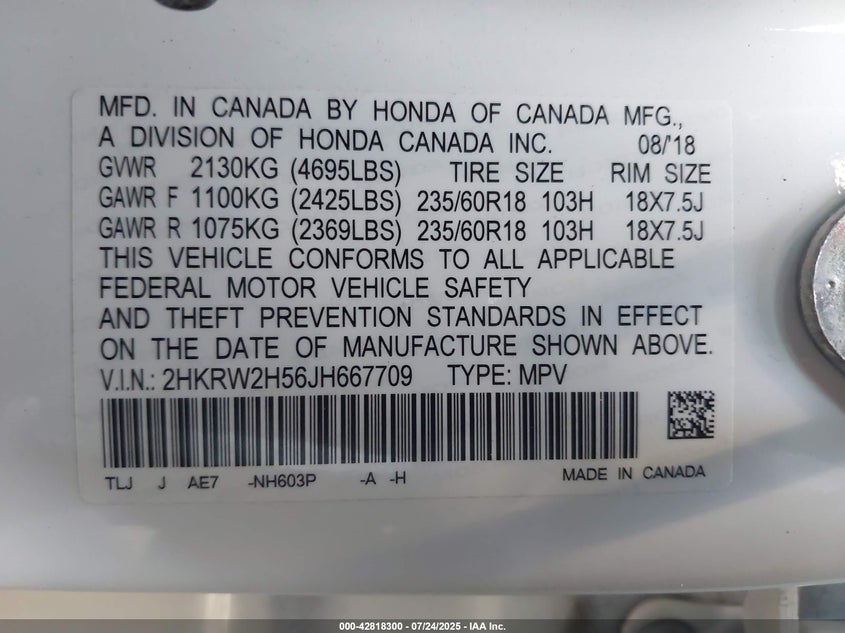 MFD. IN CANADA BY HONDA OF CANADA MFG.,
A DIVISION OF HONDA CANADA INC. 08/'18
GVWR 2130KG (4695LBS) TIRE SIZE RIM SIZE
GAWR F 1100KG (2425LBS) 235/60R18 103H 18X7.5J
GAWR R 1075KG (2369LBS) 235/60R18 103H 18X7.5J
THIS VEHICLE CONFORMS TO ALL APPLICABLE
FEDERAL MOTOR VEHICLE SAFETY
AND THEFT PREVENTION STANDARDS IN EFFECT
ON THE DATE OF MANUFACTURE SHOWN ABOVE.
V.I.N.: 2HKRW2H56JH667709 TYPE: MPV
TLJ J AE7 -NH603P -A -H MADE IN CANADA
000-42818300 - 07/24/2025 - IAA Inc.